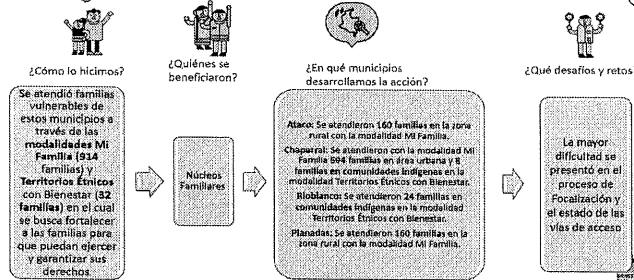 ¿Cómo lo hicimos?
¿Quiénes se
beneficiaron?
¿En qué municipios
desarrollamos la acción?
¿Qué desafíos y retos
Se atendió familias
vulnerables de
estos municipios a
través de las
modalidades Mi
Familia (914
familias) y
Territorios Étnicos
con Bienestar (32
familias) en el cual
se busca fortalecer
a las familias para
que puedan ejercer
y garantizar sus
derechos.
Núcleos
Familiares
Ataco: Se atendieron 160 familias en la zona
rural con la modalidad Mi Familia.
Chaparral: Se atendieron con la modalidad Mi
Familia 594 familias en área urbana y 8
familias en comunidades indígenas en la
modalidad Territorios Étnicos con Bienestar.
Rioblanco: Se atendieron 24 familias en
comunidades indígenas en la modalidad
Territorios Étnicos con Bienestar.
Planadas: Se atendieron 160 familias en la
zona rural con la modalidad Mi Familia.
La mayor
dificultad se
presentó en el
proceso de
Focalización y
el estado de las
vías de acceso